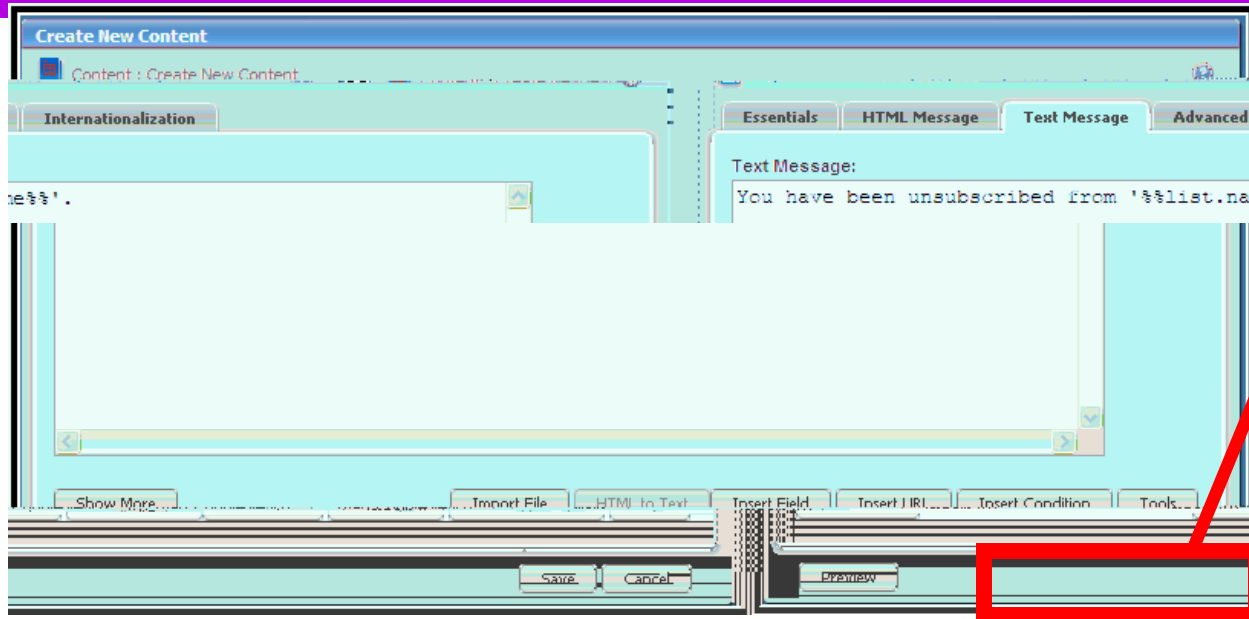 Create New Content
Content : Create New Content
Internationalization
Essentials HTML Message Text Message Advanced
Text Message:
me%%'.
You have been unsubscribed from '%%list.na
Show More Import File HTML to Text Insert Field Insert URL Insert Condition Tools
Save Cancel Preview